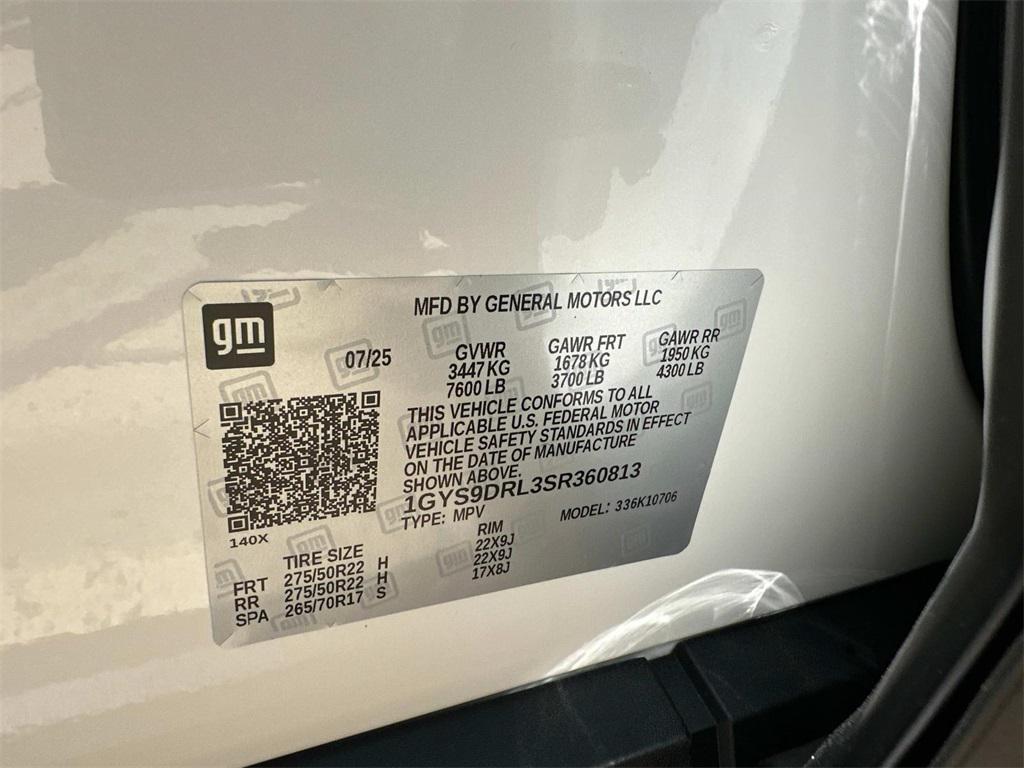 gm
MFD BY GENERAL MOTORS LLC
07/25
GVWR
3447 KG
7600 LB
GAWR FRT
1678 KG
3700 LB
GAWR RR
1950 KG
4300 LB
THIS VEHICLE CONFORMS TO ALL
APPLICABLE U.S. FEDERAL MOTOR
VEHICLE SAFETY STANDARDS IN EFFECT
ON THE DATE OF MANUFACTURE
SHOWN ABOVE.
1GYS9DRL3SR360813
TYPE: MPV
MODEL: 336K10706
140X
TIRE SIZE
RIM
FRT 275/50R22 H 22X9J
RR 275/50R22 H 22X9J
SPA 265/70R17 S 17X8J